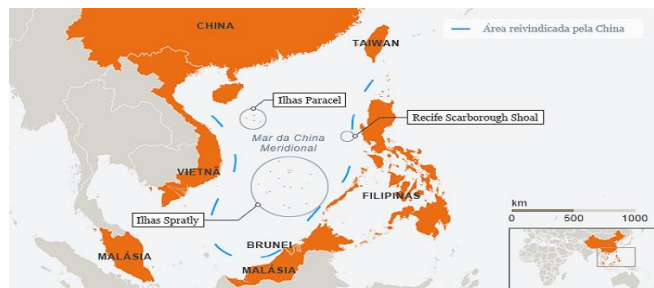 CHINA
Área reivindicada pela China
TAIWAN
Ilhas Paracel
Recife Scarborough Shoal
Mar da China
Meridional
VIETNÃ
FILIPINAS
Ilhas Spratly
km
0 500 1000
BRUNEI
MALÁSIA
MALÁSIA